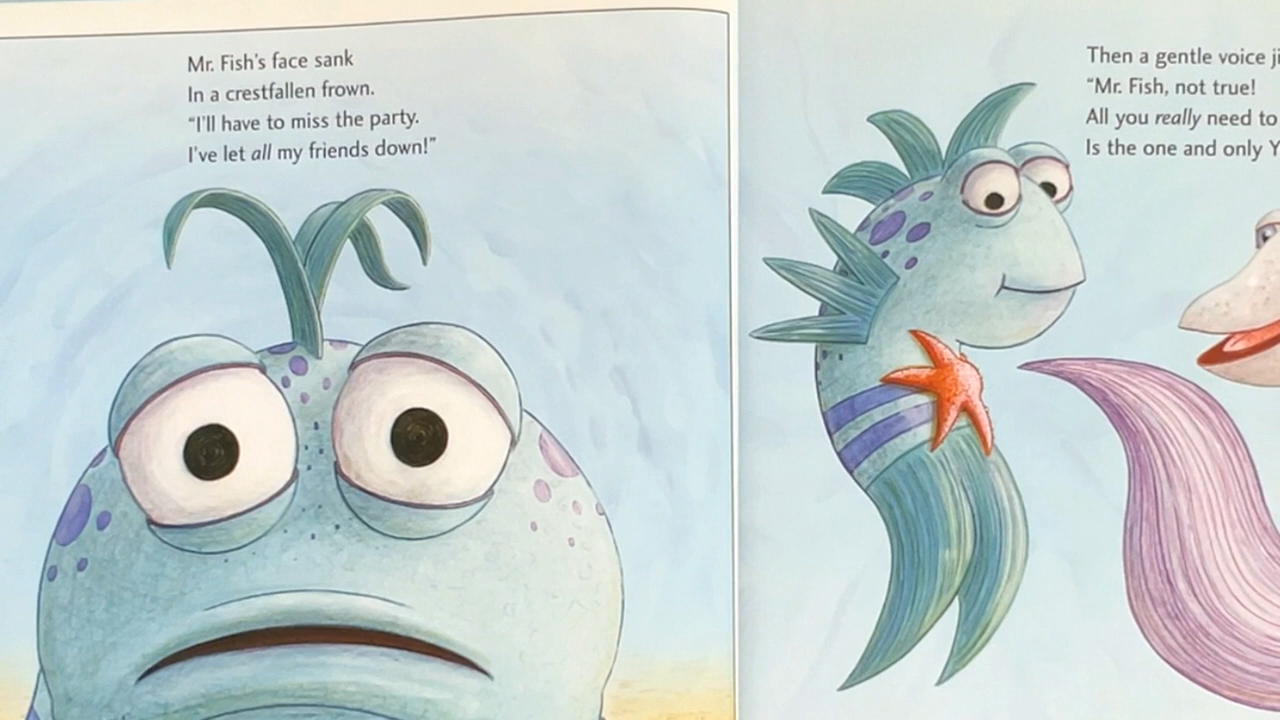 Mr. Fish's face sank
In a crestfallen frown.
"I'll have to miss the party.
I've let all my friends down!"
Then a gentle voice
"Mr. Fish, not true!
All you really need to
Is the one and only